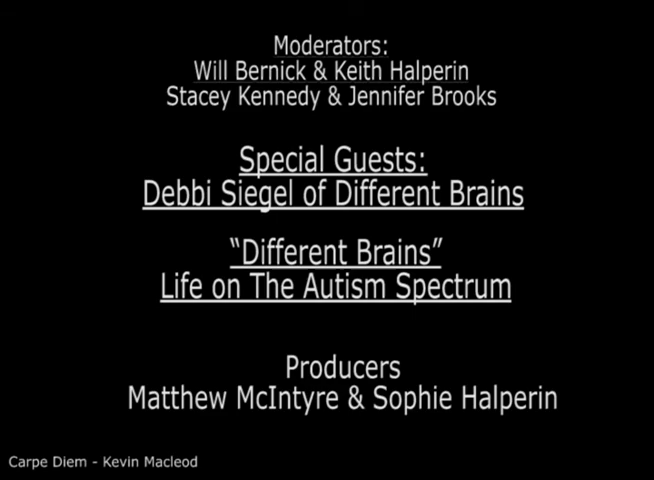 Moderators:
Will Bernick & Keith Halperin
Stacey Kennedy & Jennifer Brooks
Special Guests:
Debbi Siegel of Different Brains
“Different Brains”
Life on The Autism Spectrum
Producers
Matthew McIntyre & Sophie Halperin
Carpe Diem - Kevin Macleod